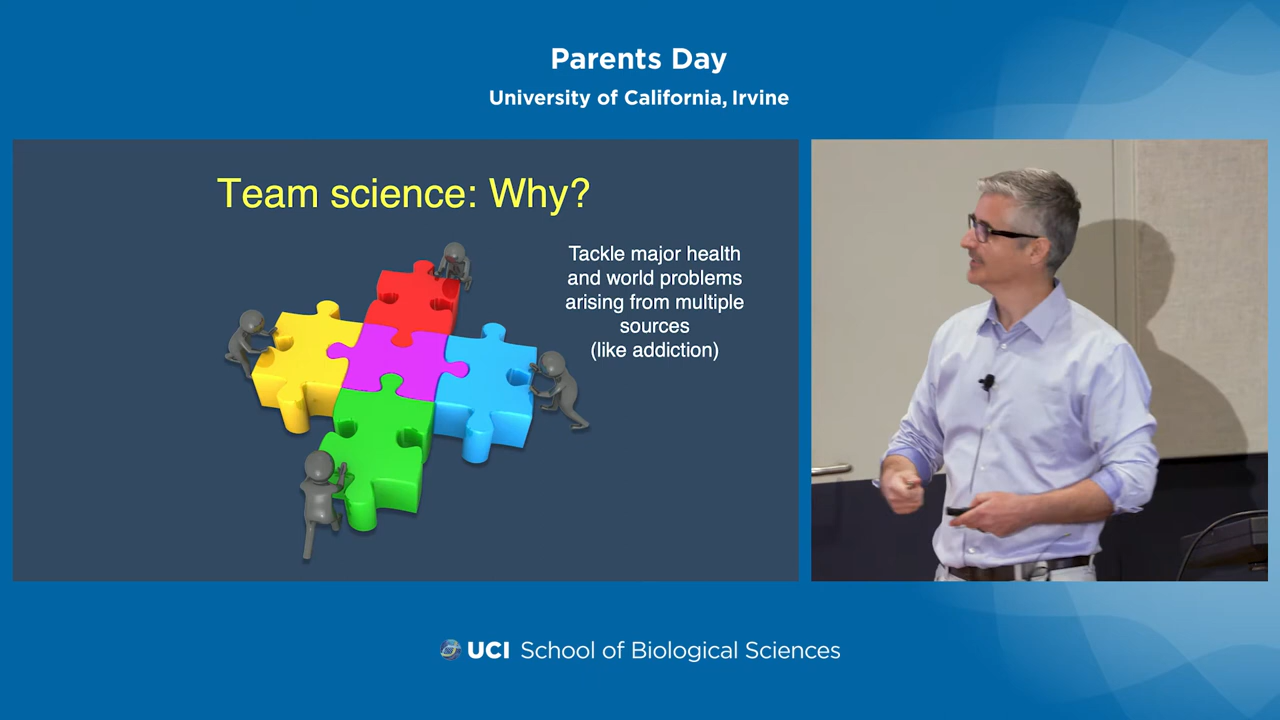 Parents Day
University of California, Irvine
Team science: Why?
Tackle major health
and world problems
arising from multiple
sources
(like addiction)
UCI School of Biological Sciences